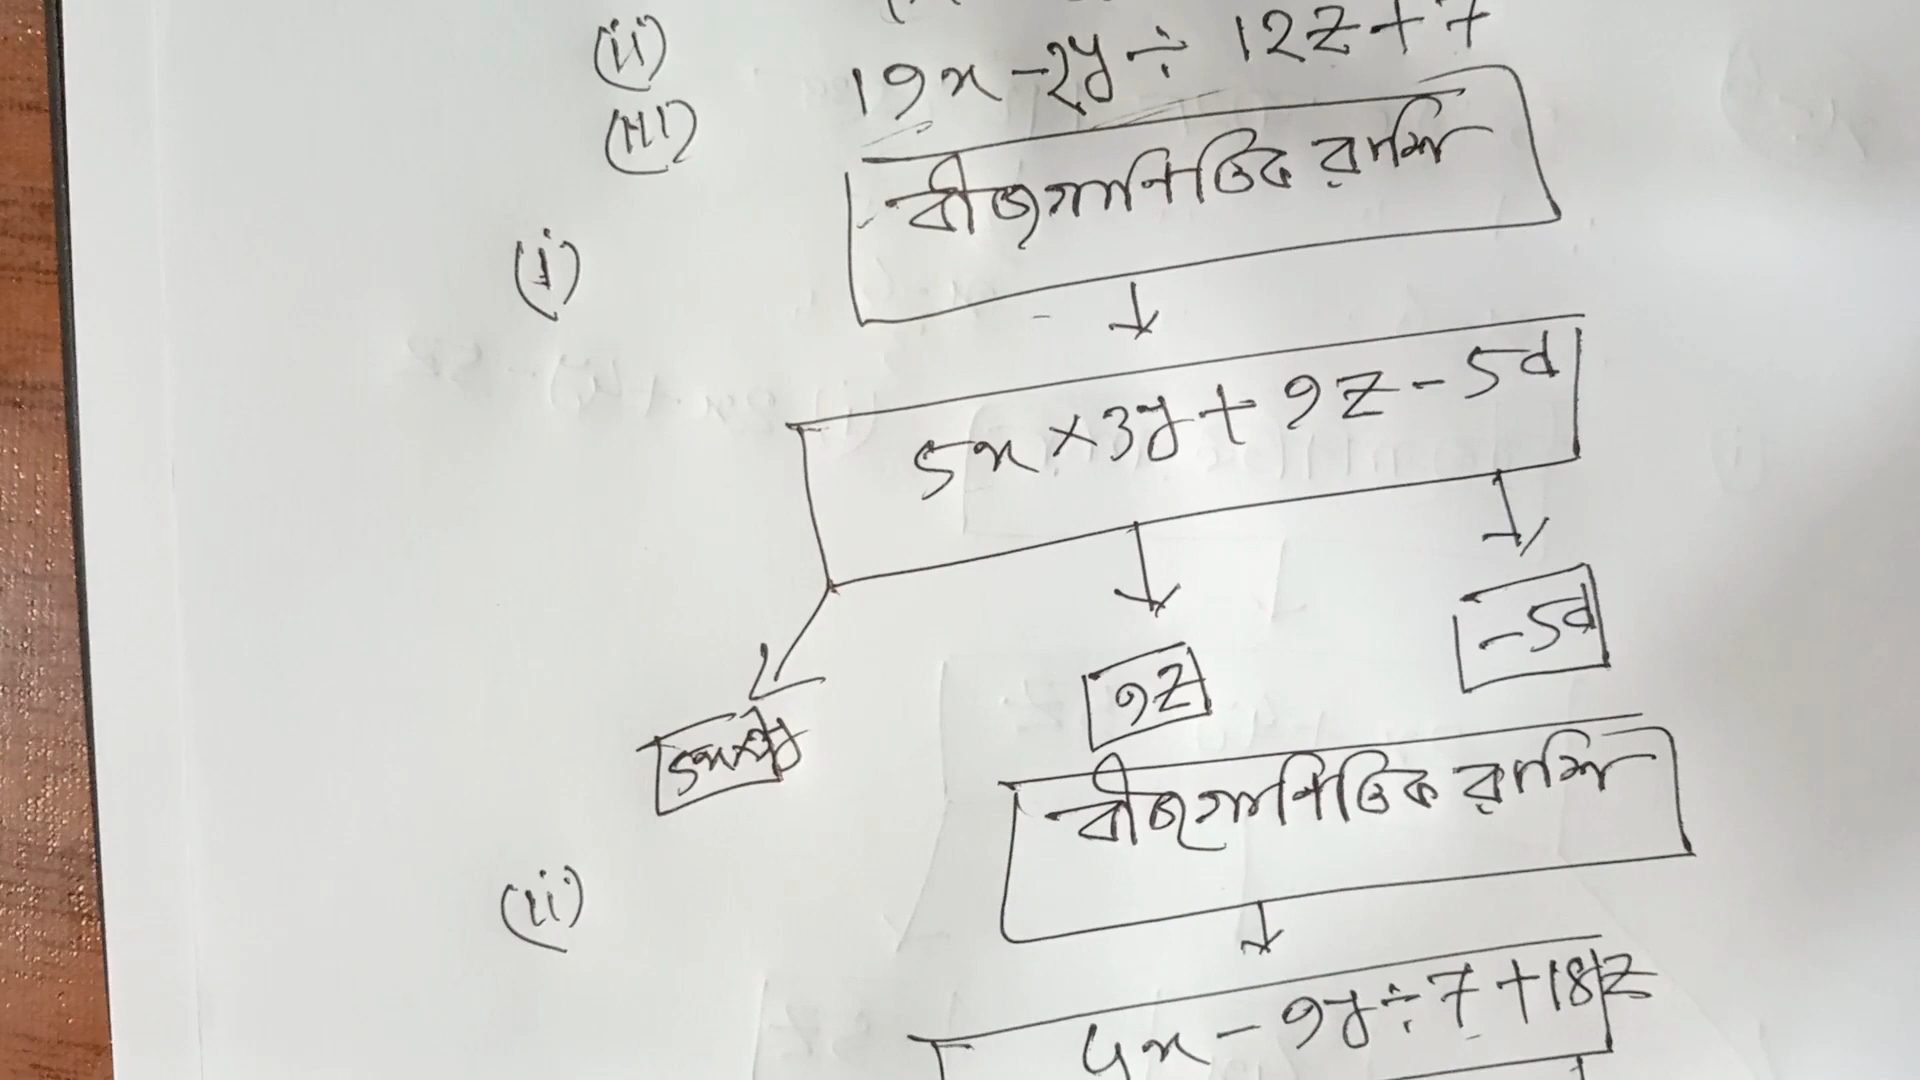 (ii)
19x - 2y ÷ 12z + 7
(iii)
বীজগাণিতিক রাশি
(i)
5x × 3y + 9z - 5d
-5d
9z
5x×3y
বীজগাণিতিক রাশি
(ii)
4x - 9y ÷ 7 + 18z